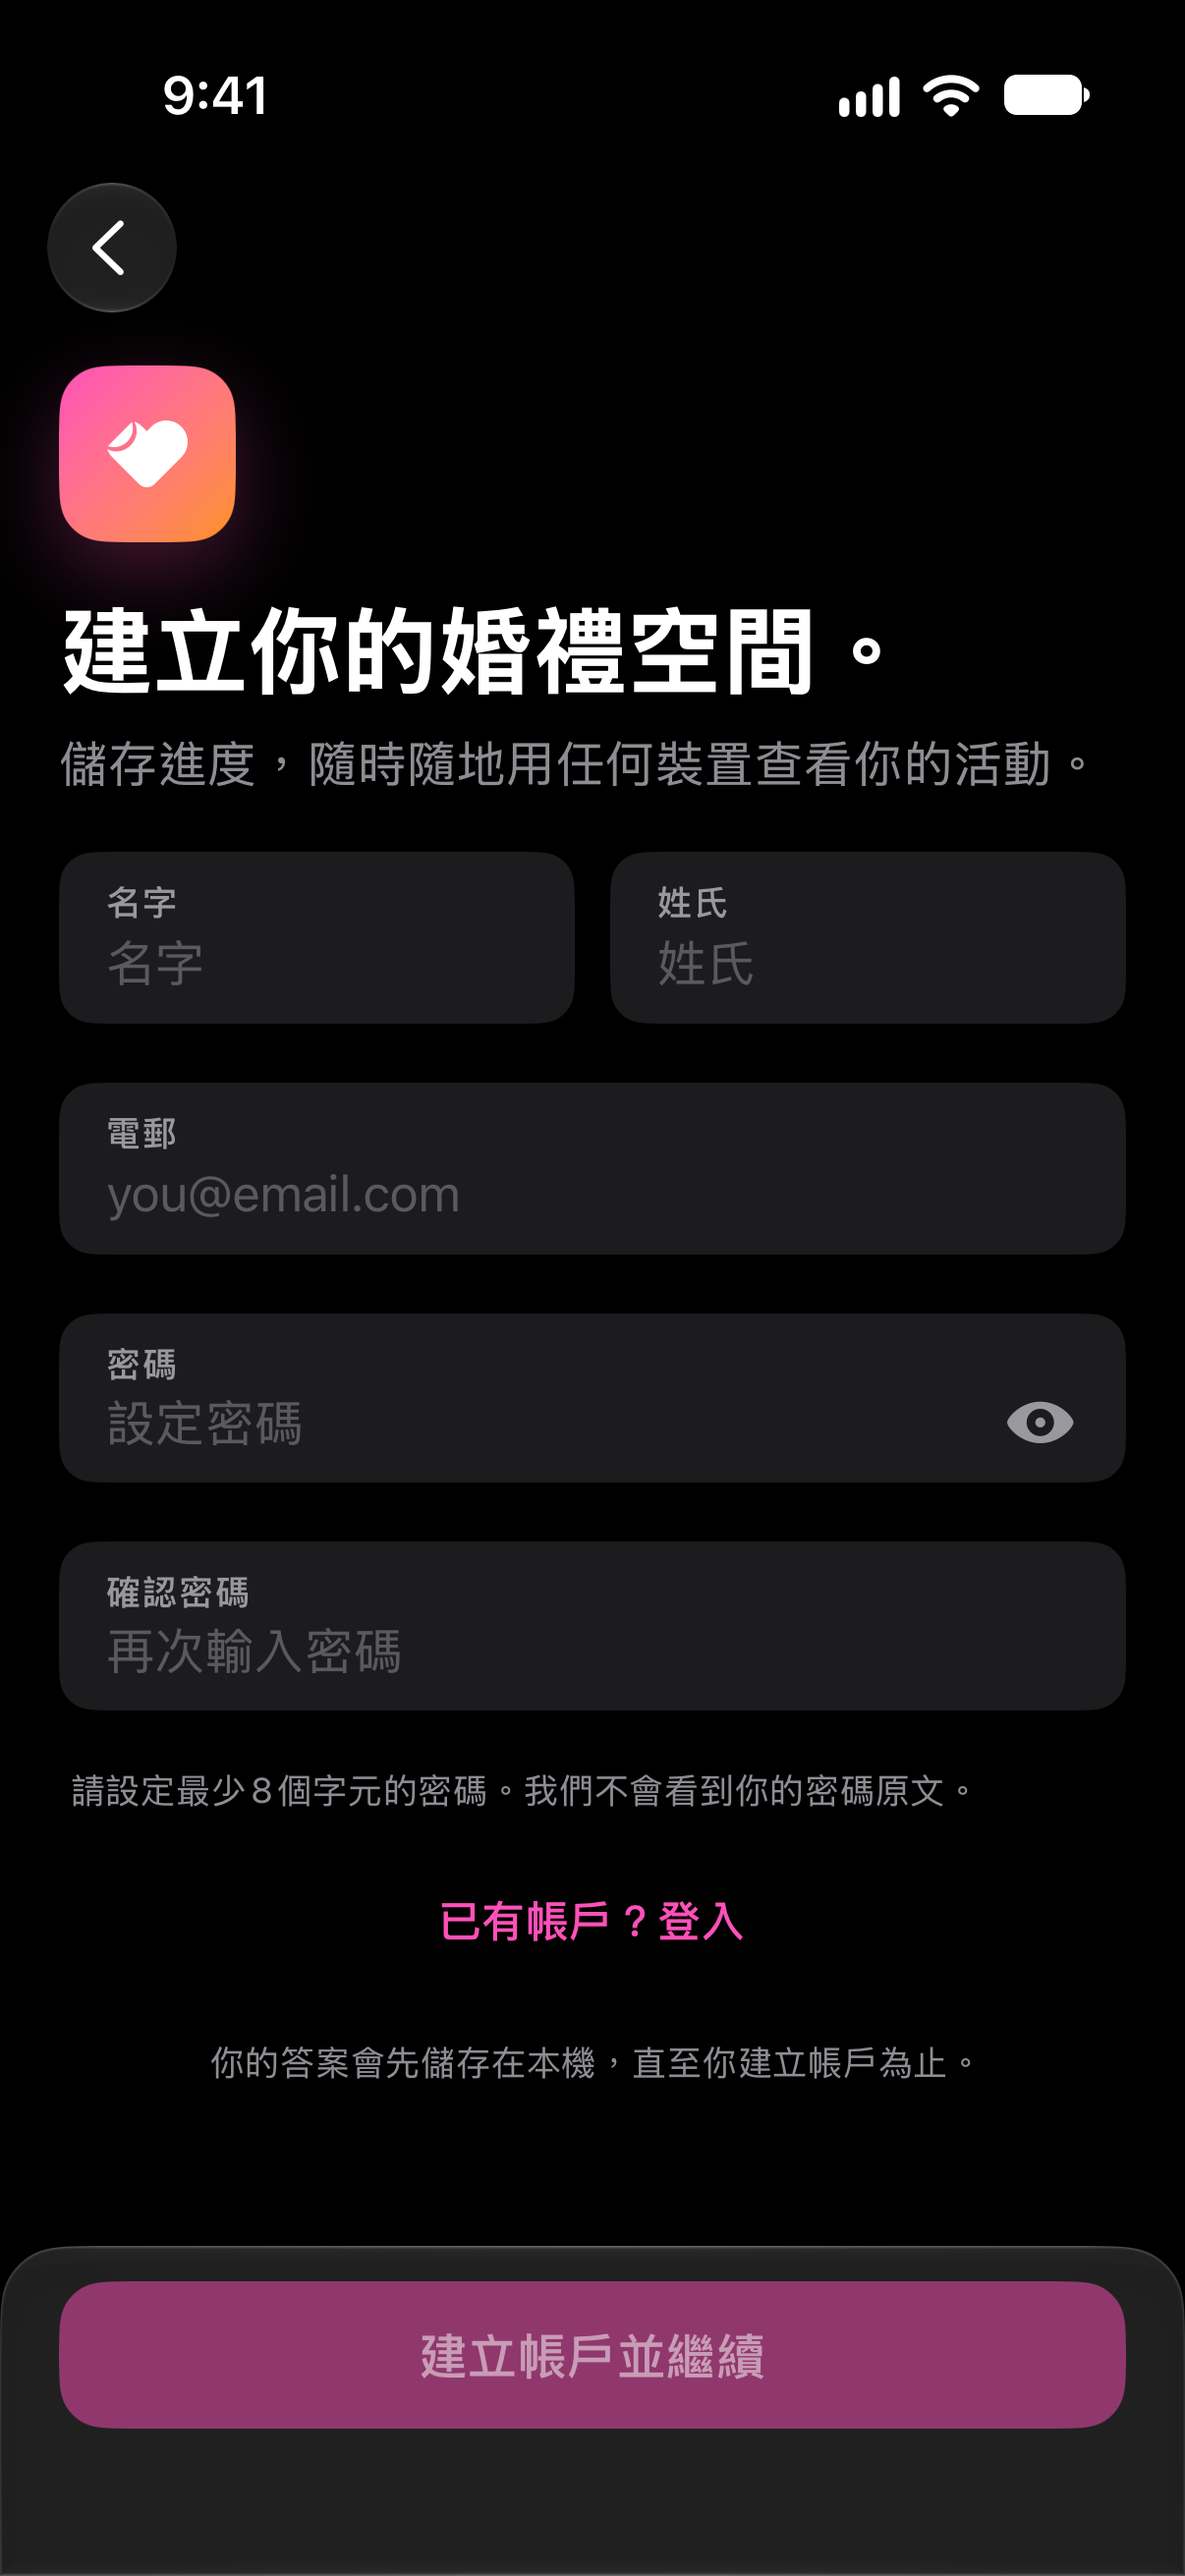 9:41
建立你的婚禮空間。
儲存進度，隨時隨地用任何裝置查看你的活動。
名字
名字
姓氏
姓氏
電郵
you@email.com
密碼
設定密碼
確認密碼
再次輸入密碼
請設定最少 8 個字元的密碼。我們不會看到你的密碼原文。
已有帳戶？登入
你的答案會先儲存在本機，直至你建立帳戶為止。
建立帳戶並繼續